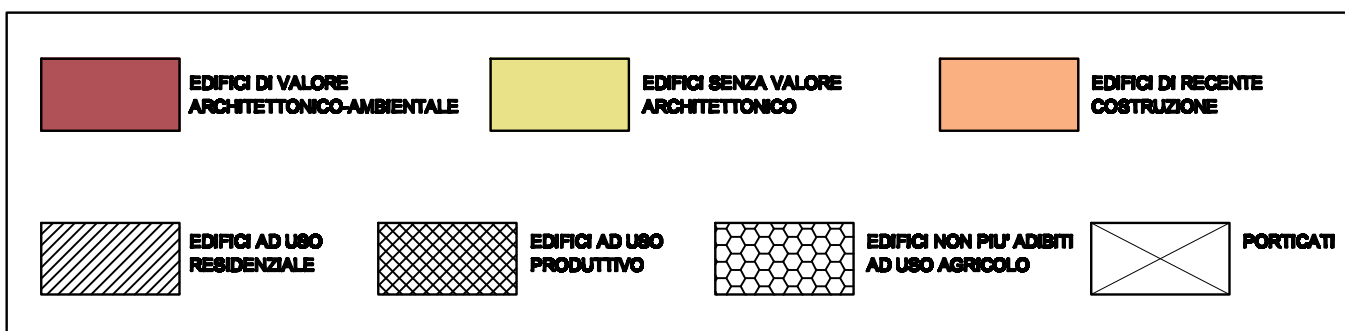 EDIFICI DI VALORE
ARCHITETTONICO-AMBIENTALE
EDIFICI SENZA VALORE
ARCHITETTONICO
EDIFICI DI RECENTE
COSTRUZIONE
EDIFICI AD USO
RESIDENZIALE
EDIFICI AD USO
PRODUTTIVO
EDIFICI NON PIU' ADIBITI
AD USO AGRICOLO
PORTICATI